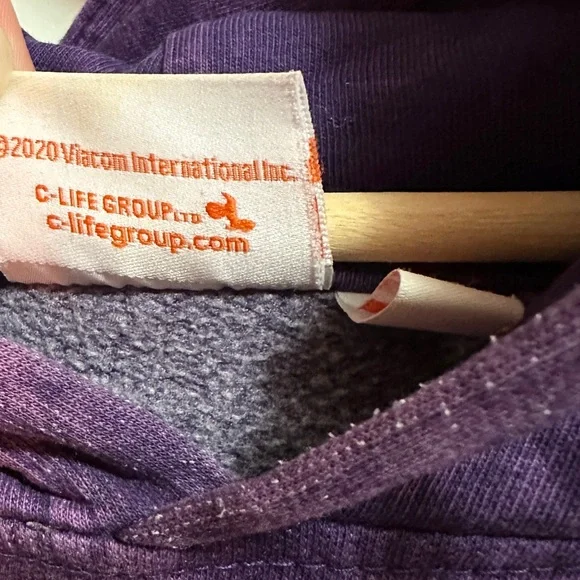 ©2020 Viacom International Inc.
C-LIFE GROUP LTD
c-lifegroup.com